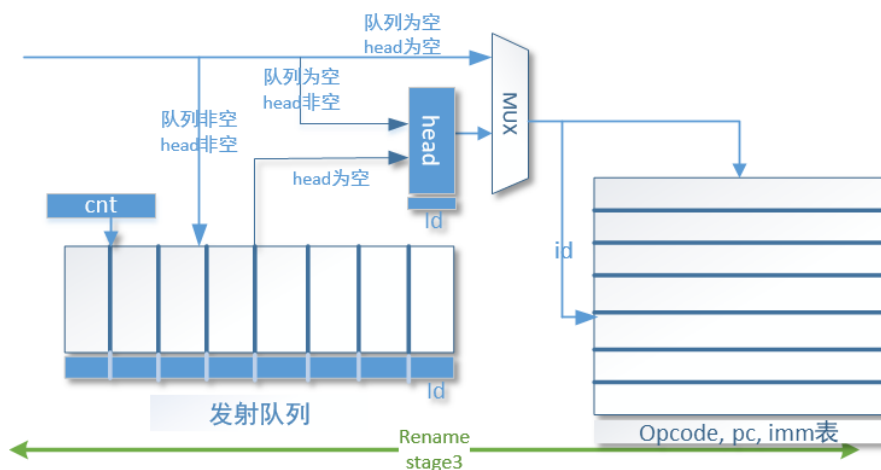 队列为空
head为空
队列为空
head非空
队列非空
head非空
head为空
head
Id
MUX
cnt
id
Id
发射队列
Opcode, pc, imm表
Rename
stage3